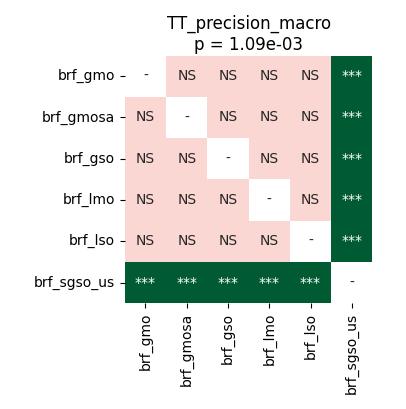 TT_precision_macro
p = 1.09e-03
brf_gmo - NS NS NS NS ***
brf_gmosa NS - NS NS NS ***
brf_gso NS NS - NS NS ***
brf_lmo NS NS NS - NS ***
brf_lso NS NS NS NS - ***
brf_sgso_us *** *** *** *** *** -
brf_gmo brf_gmosa brf_gso brf_lmo brf_lso brf_sgso_us